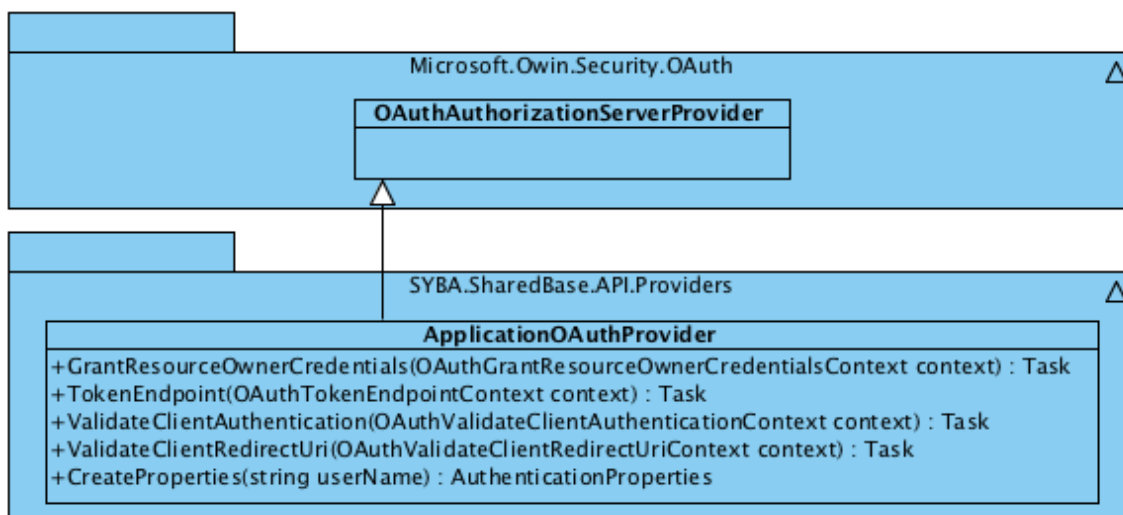 Microsoft.Owin.Security.OAuth
OAuthAuthorizationServerProvider
SYBA.SharedBase.API.Providers
ApplicationOAuthProvider
+GrantResourceOwnerCredentials(OAuthGrantResourceOwnerCredentialsContext context) : Task
+TokenEndpoint(OAuthTokenEndpointContext context) : Task
+ValidateClientAuthentication(OAuthValidateClientAuthenticationContext context) : Task
+ValidateClientRedirectUri(OAuthValidateClientRedirectUriContext context) : Task
+CreateProperties(string userName) : AuthenticationProperties